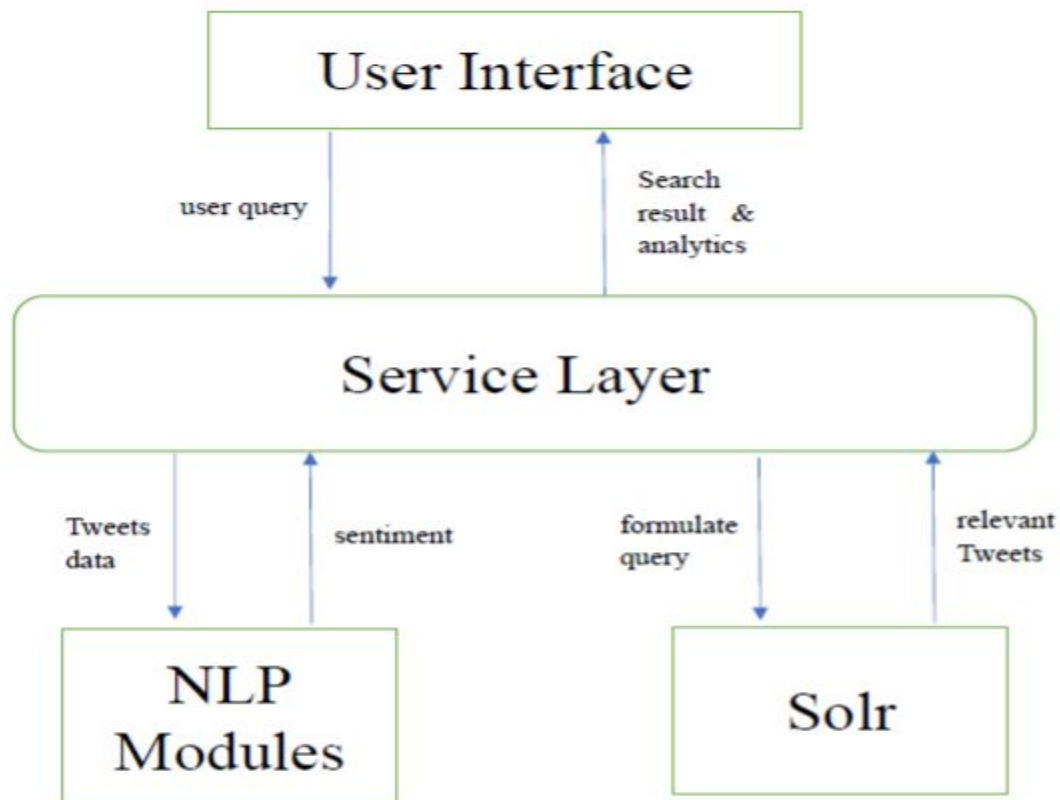 User Interface
user query
Search
result &
analytics
Service Layer
Tweets
data
sentiment
formulate
query
relevant
Tweets
NLP
Modules
Solr